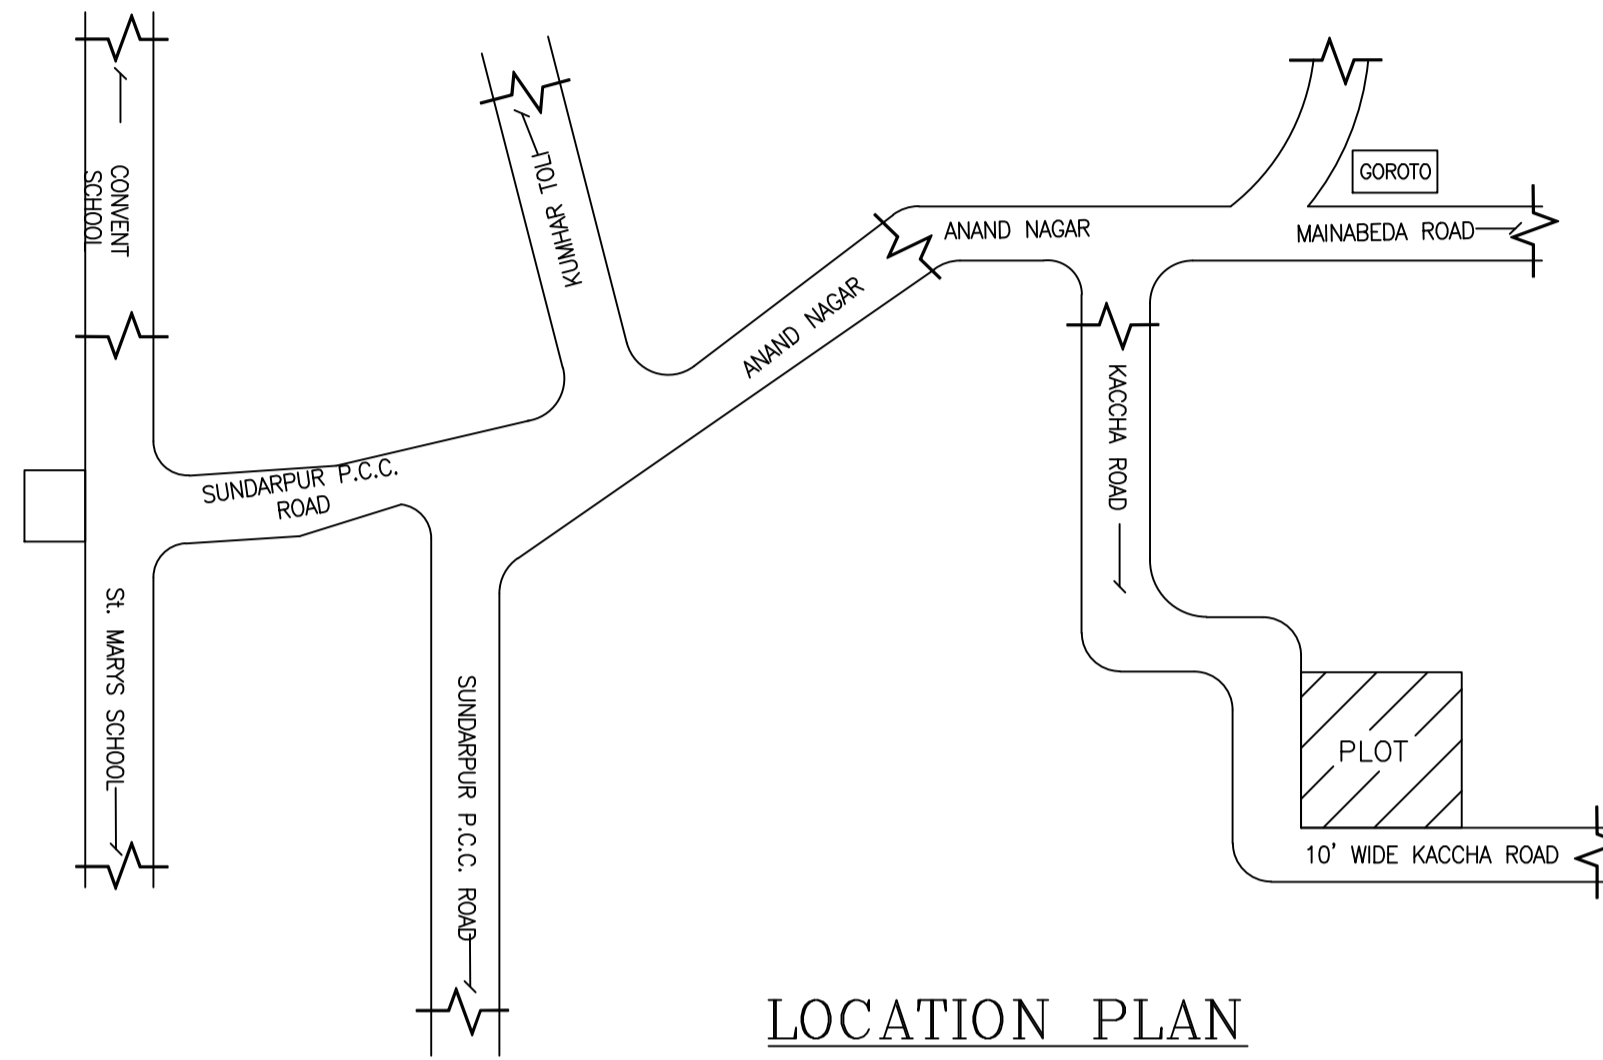 CONVENT
SCHOOL
KUMHAR TOLI
GOROTO
ANAND NAGAR
MAINABEDA ROAD
ANAND NAGAR
KACCHA ROAD
SUNDARPUR P.C.C.
ROAD
St. MARYS SCHOOL
SUNDARPUR P.C.C. ROAD
PLOT
10' WIDE KACCHA ROAD
LOCATION PLAN